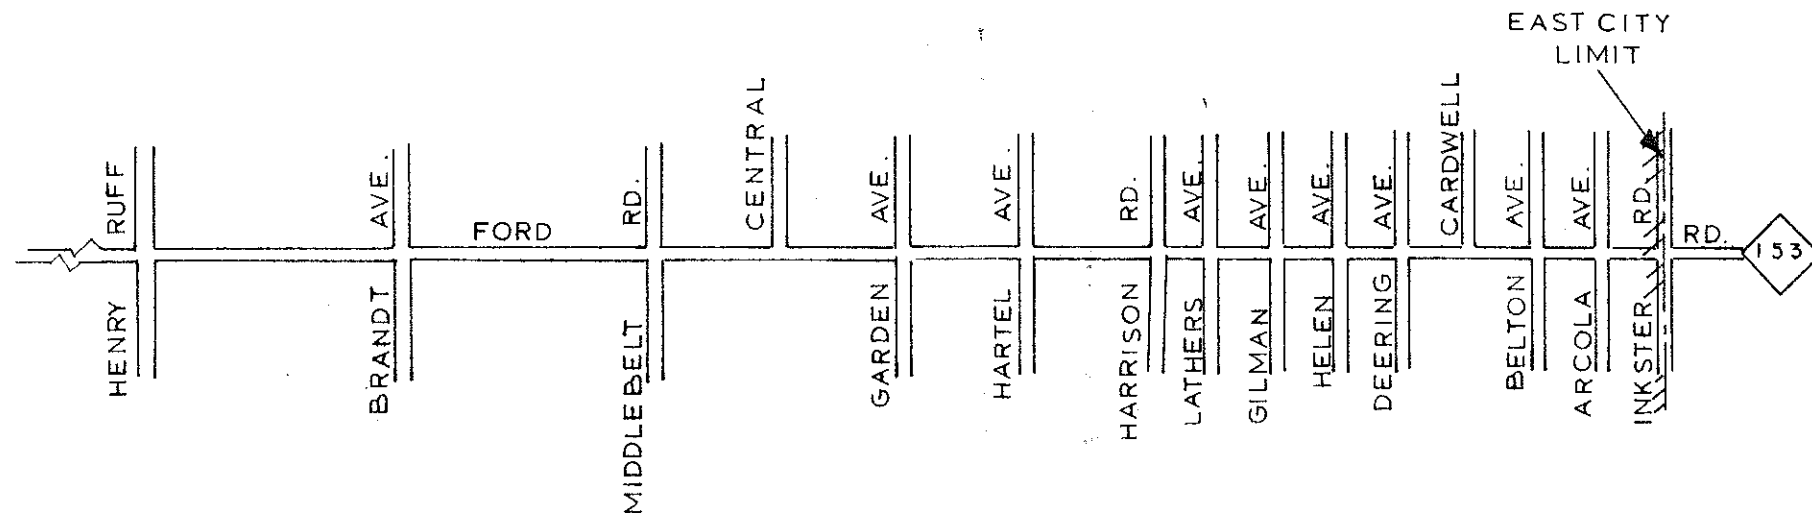 EAST CITY
LIMIT
RUFF
HENRY
BRANDT AVE.
FORD RD.
MIDDLEBELT RD.
CENTRAL
GARDEN AVE.
HARTEL AVE.
HARRISON RD.
LATHERS AVE.
GILMAN AVE.
HELEN AVE.
DEERING AVE.
CARDWELL
BELTON AVE.
ARCOLA AVE.
INKSTER RD.
153